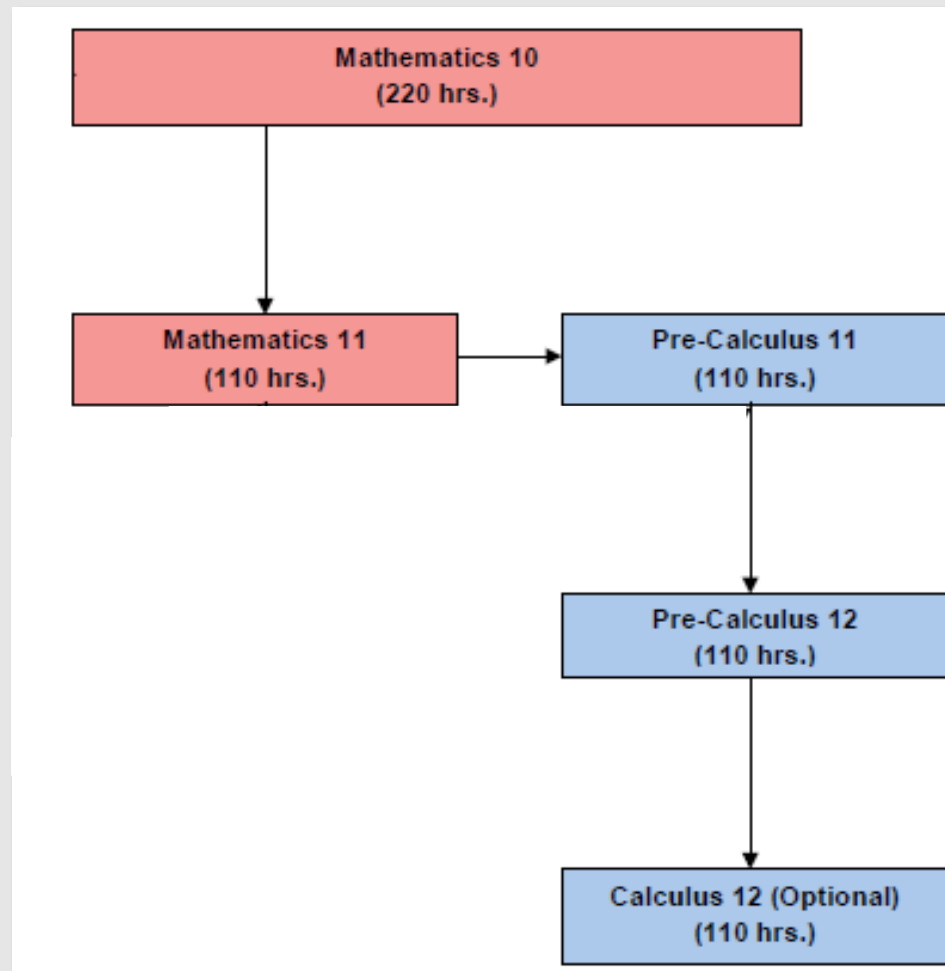 Mathematics 10
(220 hrs.)
Mathematics 11
(110 hrs.)
Pre-Calculus 11
(110 hrs.)
Pre-Calculus 12
(110 hrs.)
Calculus 12 (Optional)
(110 hrs.)